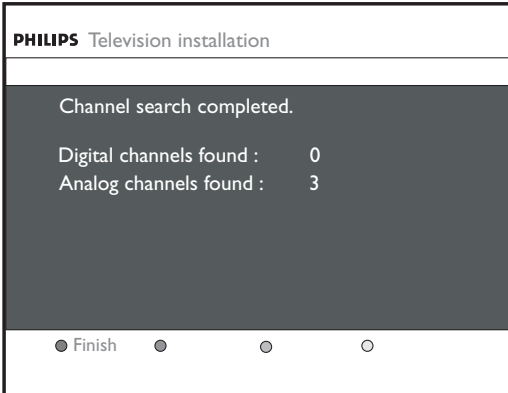 PHILIPS Television installation
Channel search completed.
Digital channels found : 0
Analog channels found : 3
Finish